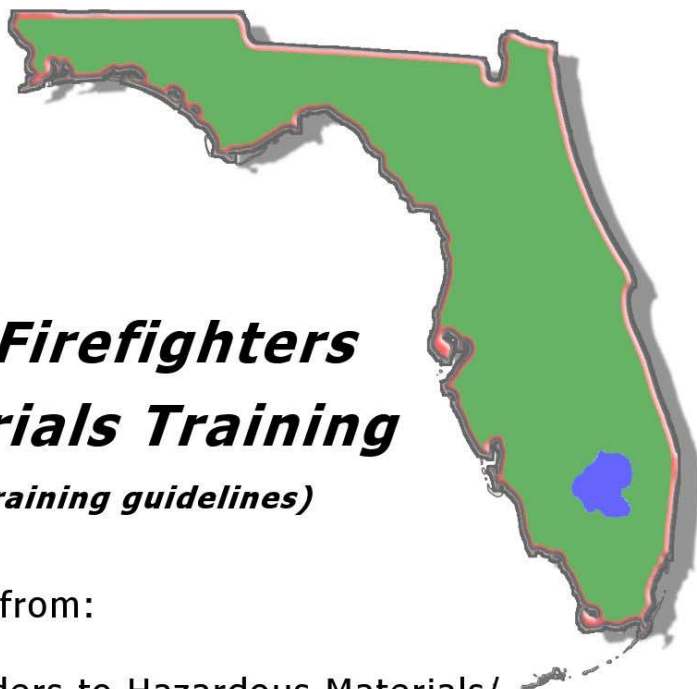 Firefighters
rials Training
raining guidelines)
from:
ders to Hazardous Materials/